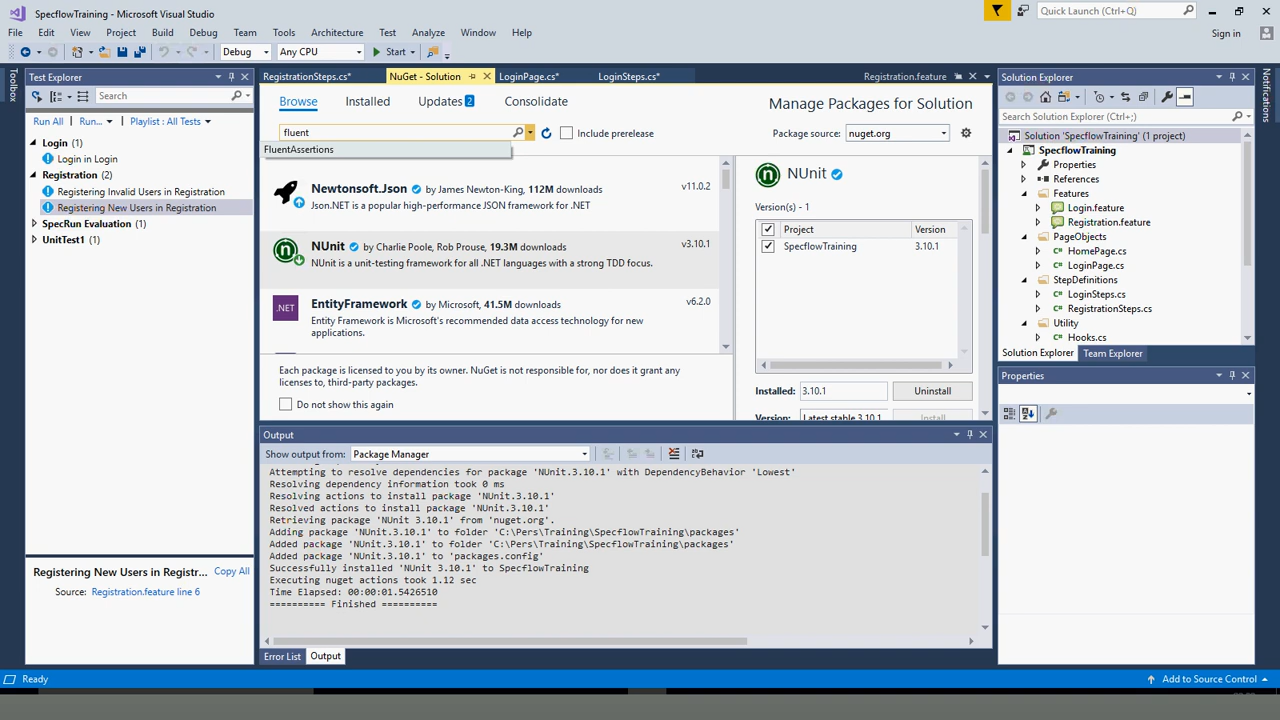 SpecflowTraining - Microsoft Visual Studio
Quick Launch (Ctrl+Q)
File Edit View Project Build Debug Team Tools Architecture Test Analyze Window Help
Sign in
Debug Any CPU Start
Toolbox
Test Explorer
Search
Run All Run... Playlist : All Tests
Login (1)
Login in Login
Registration (2)
Registering Invalid Users in Registration
Registering New Users in Registration
SpecRun Evaluation (1)
UnitTest1 (1)
Registering New Users in Registr... Copy All
Source: Registration.feature line 6
RegistrationSteps.cs* NuGet - Solution LoginPage.cs* LoginSteps.cs* Registration.feature
Browse Installed Updates 2 Consolidate
Manage Packages for Solution
fluent
Include prerelease
Package source: nuget.org
FluentAssertions
Newtonsoft.Json by James Newton-King, 112M downloads v11.0.2
Json.NET is a popular high-performance JSON framework for .NET
NUnit by Charlie Poole, Rob Prouse, 19.3M downloads v3.10.1
NUnit is a unit-testing framework for all .NET languages with a strong TDD focus.
.NET
EntityFramework by Microsoft, 41.5M downloads v6.2.0
Entity Framework is Microsoft's recommended data access technology for new
applications.
Each package is licensed to you by its owner. NuGet is not responsible for, nor does it grant any
licenses to, third-party packages.
Do not show this again
NUnit
Version(s) - 1
Project Version
SpecflowTraining 3.10.1
Installed: 3.10.1 Uninstall
Version: Latest stable 3.10.1 Install
Output
Show output from: Package Manager
Attempting to resolve dependencies for package 'NUnit.3.10.1' with DependencyBehavior 'Lowest'
Resolving dependency information took 0 ms
Resolving actions to install package 'NUnit.3.10.1'
Resolved actions to install package 'NUnit.3.10.1'
Retrieving package 'NUnit 3.10.1' from 'nuget.org'.
Adding package 'NUnit.3.10.1' to folder 'C:\Pers\Training\SpecflowTraining\packages'
Added package 'NUnit.3.10.1' to folder 'C:\Pers\Training\SpecflowTraining\packages'
Added package 'NUnit.3.10.1' to 'packages.config'
Successfully installed 'NUnit 3.10.1' to SpecflowTraining
Executing nuget actions took 1.12 sec
Time Elapsed: 00:00:01.5426510
========== Finished ==========
Error List Output
Solution Explorer
Search Solution Explorer (Ctrl+;)
Solution 'SpecflowTraining' (1 project)
SpecflowTraining
Properties
References
Features
Login.feature
Registration.feature
PageObjects
HomePage.cs
LoginPage.cs
StepDefinitions
LoginSteps.cs
RegistrationSteps.cs
Utility
Hooks.cs
Solution Explorer Team Explorer
Properties
Notifications
Ready
Add to Source Control